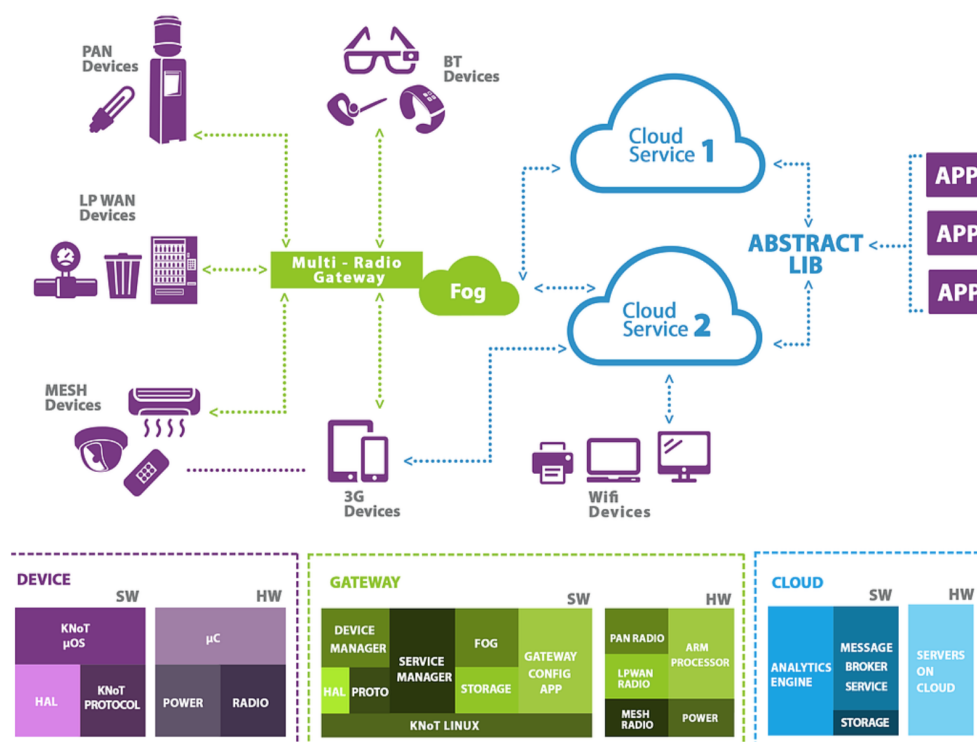 PAN
Devices
BT
Devices
Cloud
Service 1
APP
LP WAN
Devices
Multi - Radio
Gateway
Fog
ABSTRACT
LIB
APP
Cloud
Service 2
APP
MESH
Devices
3G
Devices
Wifi
Devices
DEVICE
SW
HW
KNoT
µOS
HAL
KNoT
PROTOCOL
µC
POWER
RADIO
GATEWAY
SW
HW
DEVICE
MANAGER
HAL
PROTO
SERVICE
MANAGER
FOG
STORAGE
GATEWAY
CONFIG
APP
KNoT LINUX
PAN RADIO
LPWAN
RADIO
MESH
RADIO
ARM
PROCESSOR
POWER
CLOUD
SW
HW
ANALYTICS
ENGINE
MESSAGE
BROKER
SERVICE
STORAGE
SERVERS
ON
CLOUD